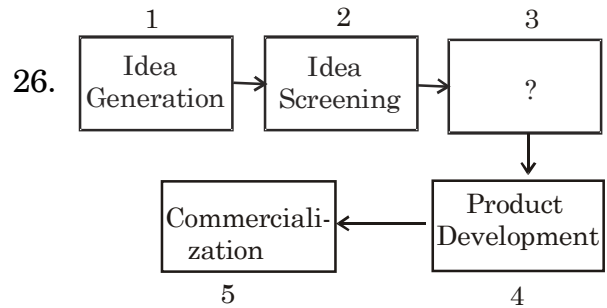 1
2
3
26.
Idea
Generation
Idea
Screening
?
Commerciali-
zation
Product
Development
5
4